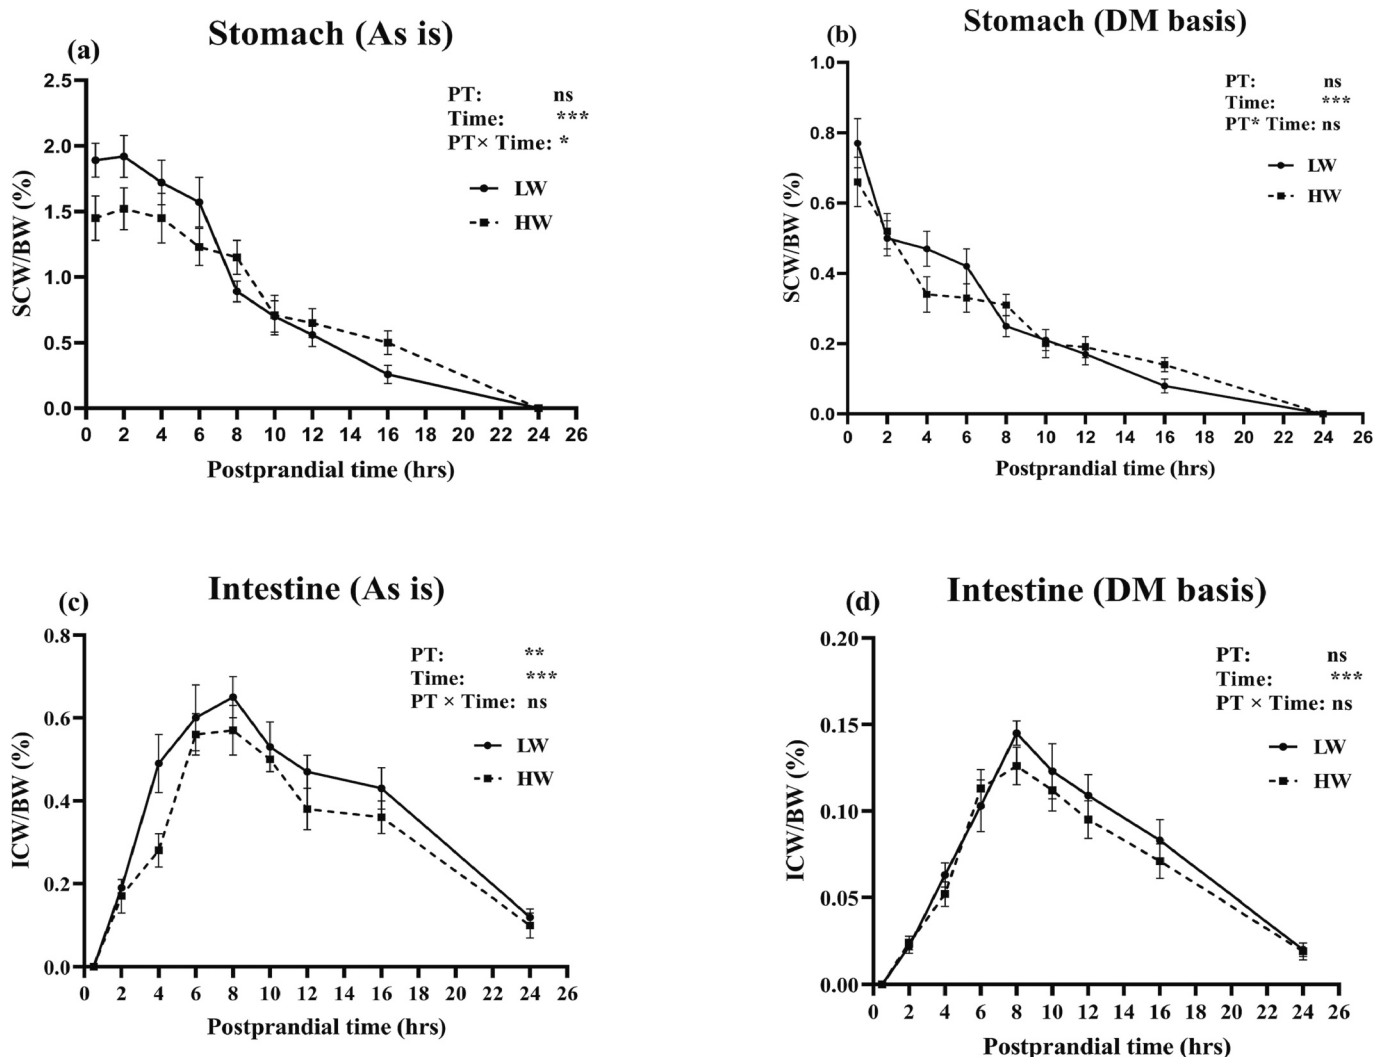 (a)
Stomach (As is)
2.5
2.0
1.5
1.0
0.5
0.0
SCW/BW (%)
PT: ns
Time: ***
PT× Time: *
LW
HW
0 2 4 6 8 10 12 14 16 18 20 22 24 26
Postprandial time (hrs)
(b)
Stomach (DM basis)
1.0
0.8
0.6
0.4
0.2
0.0
SCW/BW (%)
PT: ns
Time: ***
PT* Time: ns
LW
HW
0 2 4 6 8 10 12 14 16 18 20 22 24 26
Postprandial time (hrs)
(c)
Intestine (As is)
0.8
0.6
0.4
0.2
0.0
ICW/BW (%)
PT: **
Time: ***
PT × Time: ns
LW
HW
0 2 4 6 8 10 12 14 16 18 20 22 24 26
Postprandial time (hrs)
(d)
Intestine (DM basis)
0.20
0.15
0.10
0.05
0.00
ICW/BW (%)
PT: ns
Time: ***
PT × Time: ns
LW
HW
0 2 4 6 8 10 12 14 16 18 20 22 24 26
Postprandial time (hrs)